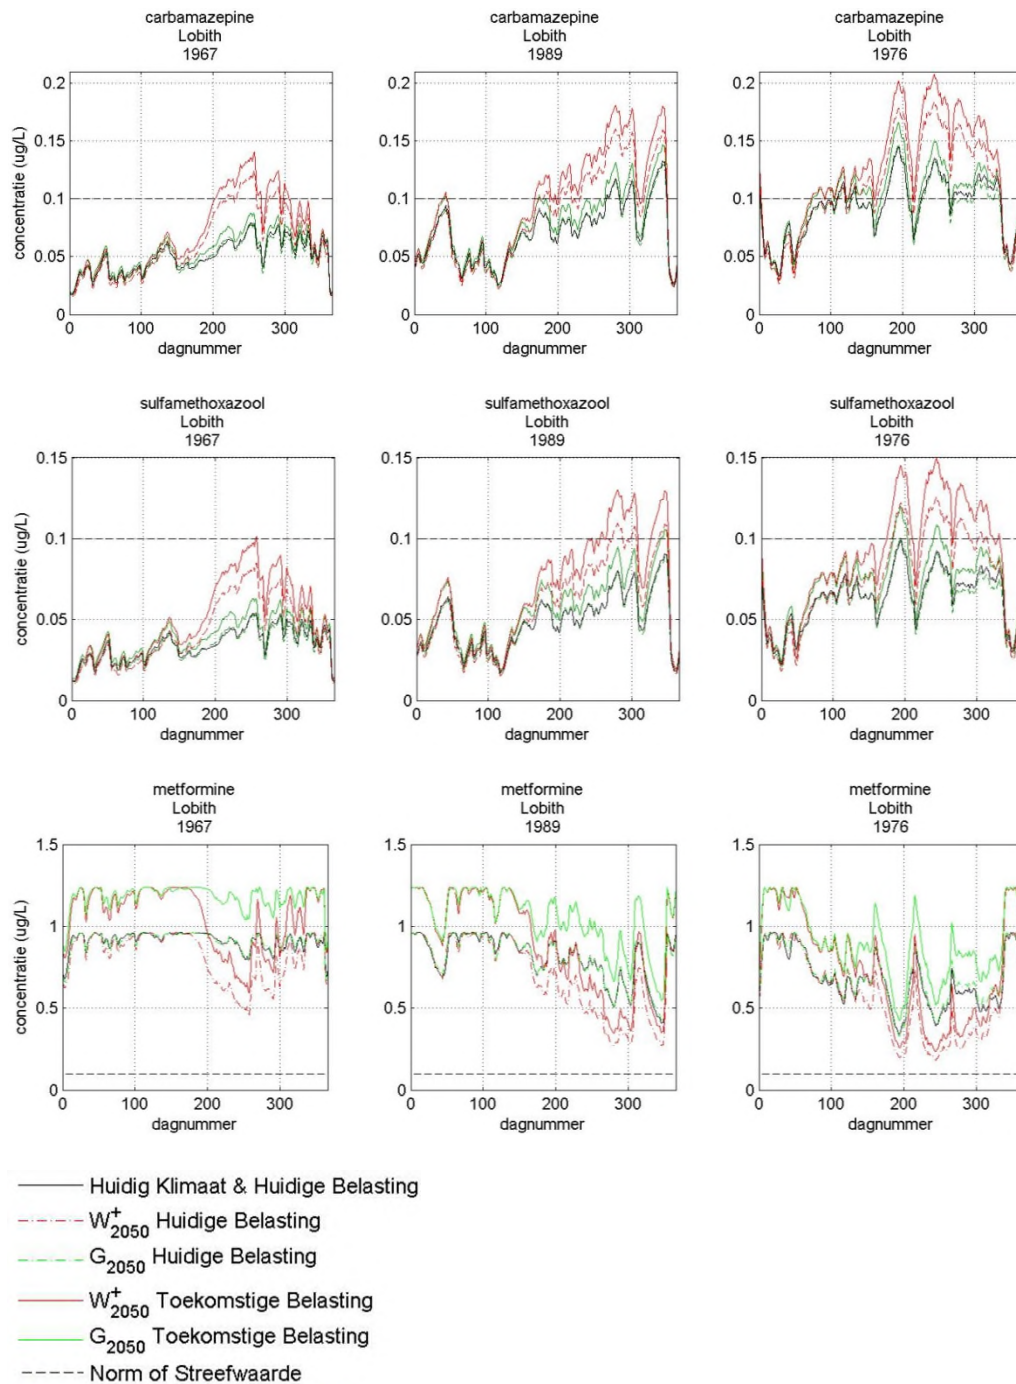 carbamazepine
Lobith
1967
carbamazepine
Lobith
1989
carbamazepine
Lobith
1976
concentratie (ug/L)
0.2
0.15
0.1
0.05
0
0 100 200 300
dagnummer
0.2
0.15
0.1
0.05
0
0 100 200 300
dagnummer
0.2
0.15
0.1
0.05
0
0 100 200 300
dagnummer
sulfamethoxazool
Lobith
1967
sulfamethoxazool
Lobith
1989
sulfamethoxazool
Lobith
1976
concentratie (ug/L)
0.15
0.1
0.05
0
0 100 200 300
dagnummer
0.15
0.1
0.05
0
0 100 200 300
dagnummer
0.15
0.1
0.05
0
0 100 200 300
dagnummer
metformine
Lobith
1967
metformine
Lobith
1989
metformine
Lobith
1976
concentratie (ug/L)
1.5
1
0.5
0
0 100 200 300
dagnummer
1.5
1
0.5
0
0 100 200 300
dagnummer
1.5
1
0.5
0
0 100 200 300
dagnummer
Huidig Klimaat & Huidige Belasting
W+2050 Huidige Belasting
G2050 Huidige Belasting
W+2050 Toekomstige Belasting
G2050 Toekomstige Belasting
Norm of Streefwaarde